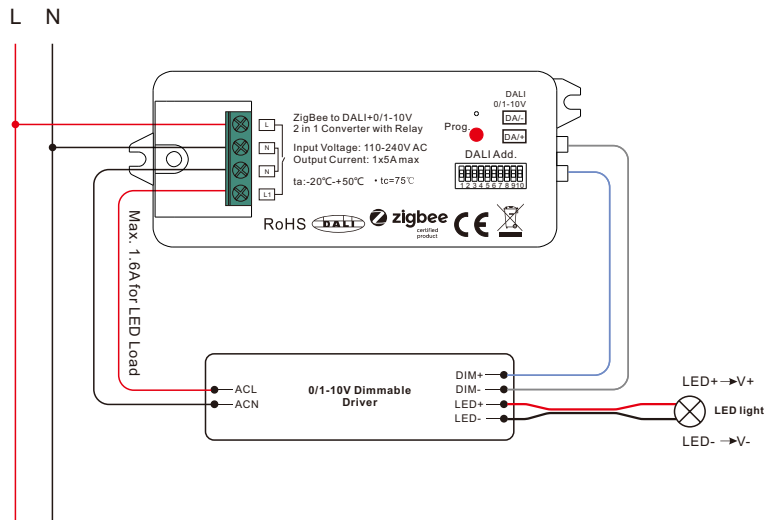 L N
ZigBee to DALI+0/1-10V
2 in 1 Converter with Relay
Input Voltage: 110-240V AC
Output Current: 1x5A max
ta:-20℃-+50℃ • tc=75℃
L
N
N
L1
DALI
0/1-10V
DA/-
DA/+
Prog.
DALI Add.
1 2 3 4 5 6 7 8 9 10
RoHS
DALI
zigbee
certified
product
CE
Max. 1.6A for LED Load
ACL
ACN
0/1-10V Dimmable
Driver
DIM+
DIM-
LED+
LED-
LED+→V+
LED light
LED- →V-